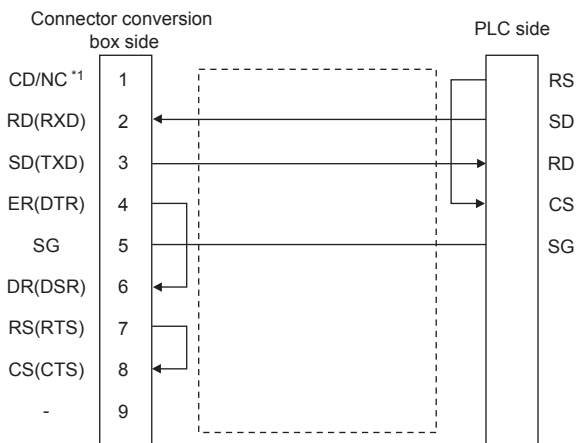 Connector conversion
box side
PLC side
CD/NC *1 1 RS
RD(RXD) 2 SD
SD(TXD) 3 RD
ER(DTR) 4 CS
SG 5 SG
DR(DSR) 6
RS(RTS) 7
CS(CTS) 8
- 9